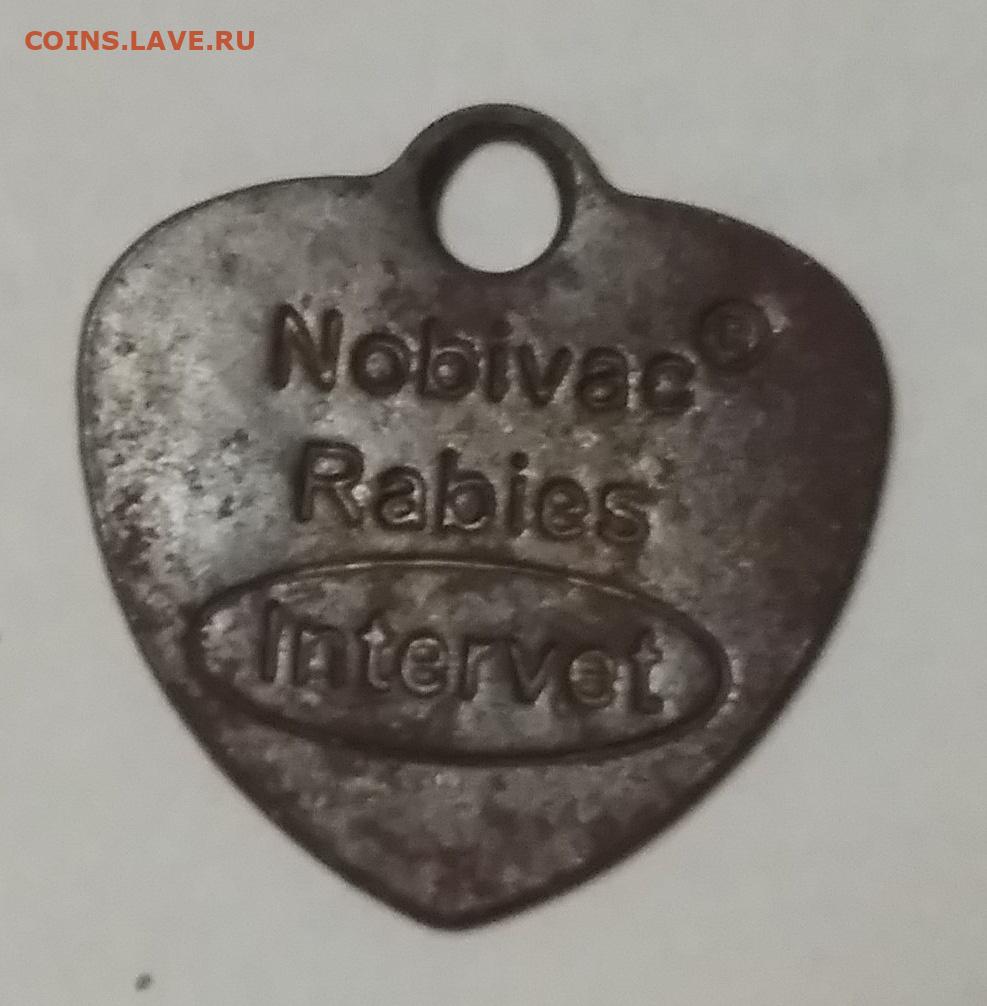 COINS.LAVE.RU
Nobivac®
Rabies
Intervet